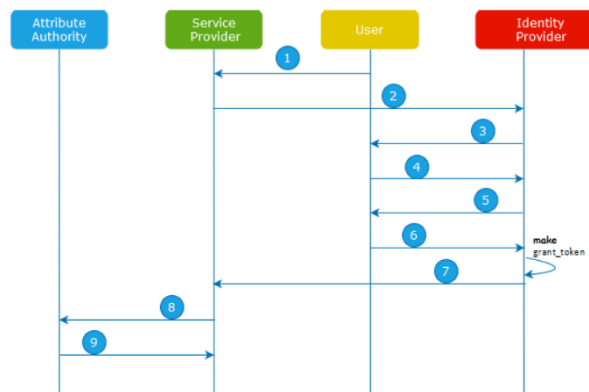 Attribute
Authority
Service
Provider
User
Identity
Provider
1
2
3
4
5
6
make
grant_token
7
8
9